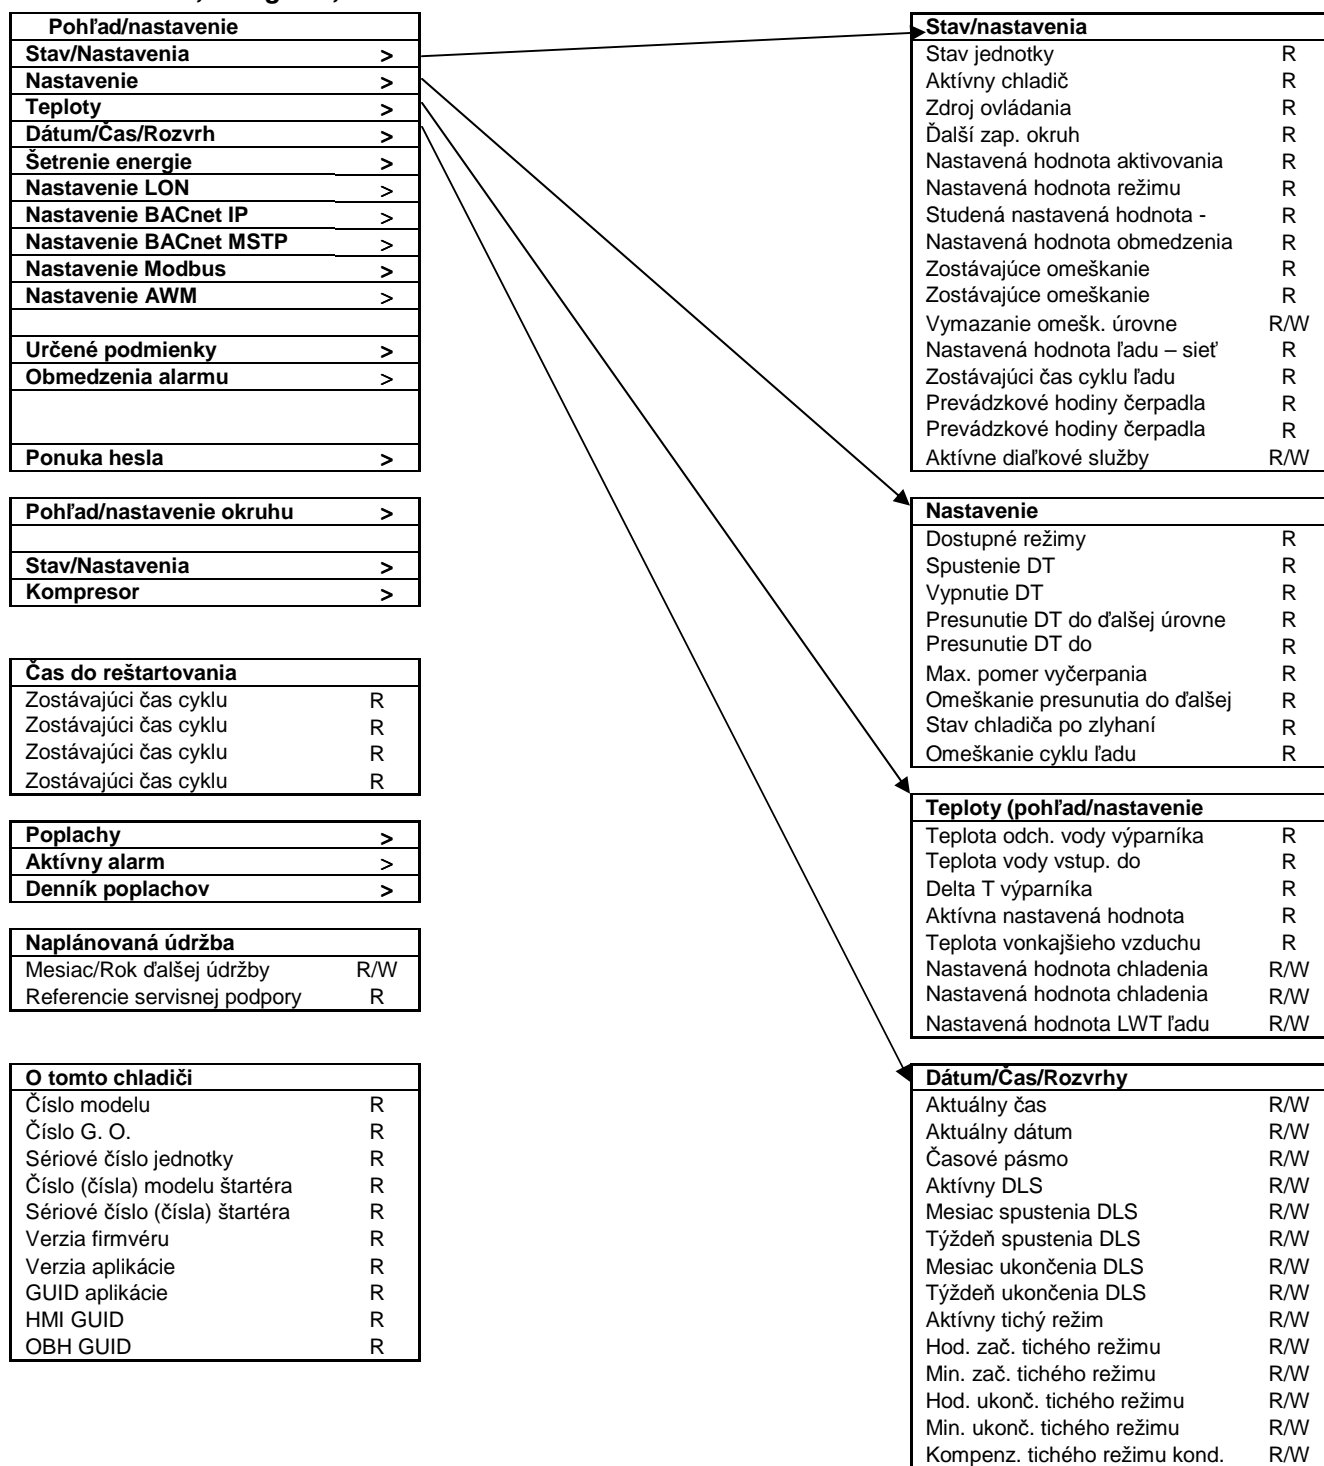 Pohľad/nastavenie
Stav/Nastavenia >
Nastavenie >
Teploty >
Dátum/Čas/Rozvrh >
Šetrenie energie >
Nastavenie LON >
Nastavenie BACnet IP >
Nastavenie BACnet MSTP >
Nastavenie Modbus >
Nastavenie AWM >
Určené podmienky >
Obmedzenia alarmu >
Ponuka hesla >
Pohľad/nastavenie okruhu >
Stav/Nastavenia >
Kompresor >
Čas do reštartovania
Zostávajúci čas cyklu R
Zostávajúci čas cyklu R
Zostávajúci čas cyklu R
Zostávajúci čas cyklu R
Poplachy >
Aktívny alarm >
Denník poplachov >
Naplánovaná údržba
Mesiac/Rok ďalšej údržby R/W
Referencie servisnej podpory R
O tomto chladiči
Číslo modelu R
Číslo G. O. R
Sériové číslo jednotky R
Číslo (čísla) modelu štartéra R
Sériové číslo (čísla) štartéra R
Verzia firmvéru R
Verzia aplikácie R
GUID aplikácie R
HMI GUID R
OBH GUID R
Stav/nastavenia
Stav jednotky R
Aktívny chladič R
Zdroj ovládania R
Ďalší zap. okruh R
Nastavená hodnota aktivovania R
Nastavená hodnota režimu R
Studená nastavená hodnota - R
Nastavená hodnota obmedzenia R
Zostávajúce omeškanie R
Zostávajúce omeškanie R
Vymazanie omešk. úrovne R/W
Nastavená hodnota ľadu – sieť R
Zostávajúci čas cyklu ľadu R
Prevádzkové hodiny čerpadla R
Prevádzkové hodiny čerpadla R
Aktívne diaľkové služby R/W
Nastavenie
Dostupné režimy R
Spustenie DT R
Vypnutie DT R
Presunutie DT do ďalšej úrovne R
Presunutie DT do R
Max. pomer vyčerpania R
Omeškanie presunutia do ďalšej R
Stav chladiča po zlyhaní R
Omeškanie cyklu ľadu R
Teploty (pohľad/nastavenie
Teplota odch. vody výparníka R
Teplota vody vstup. do R
Delta T výparníka R
Aktívna nastavená hodnota R
Teplota vonkajšieho vzduchu R
Nastavená hodnota chladenia R/W
Nastavená hodnota chladenia R/W
Nastavená hodnota LWT ľadu R/W
Dátum/Čas/Rozvrhy
Aktuálny čas R/W
Aktuálny dátum R/W
Časové pásmo R/W
Aktívny DLS R/W
Mesiac spustenia DLS R/W
Týždeň spustenia DLS R/W
Mesiac ukončenia DLS R/W
Týždeň ukončenia DLS R/W
Aktívny tichý režim R/W
Hod. zač. tichého režimu R/W
Min. zač. tichého režimu R/W
Hod. ukonč. tichého režimu R/W
Min. ukonč. tichého režimu R/W
Kompenz. tichého režimu kond. R/W